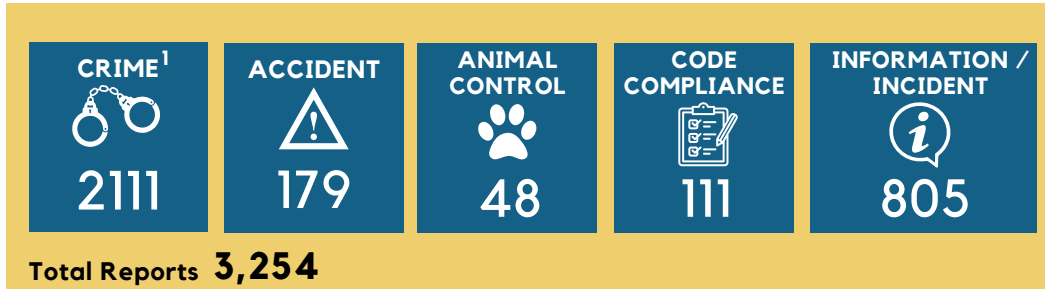 CRIME1
2111
ACCIDENT
179
ANIMAL
CONTROL
48
CODE
COMPLIANCE
111
INFORMATION /
INCIDENT
805
Total Reports 3,254